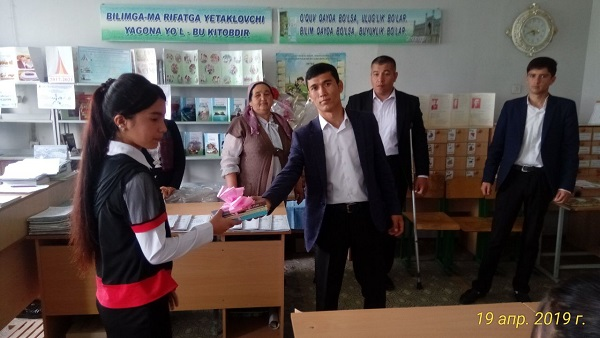 BILIMGA-MA RIFATGA YETAKLOVCHI
YAGONA YO'L - BU KITOBDIR
O'QUV QAYDA BO'LSA, ULUG'LIK BO'LAR.
BILIM QAYDA BO'LSA, BUYUKLIK BO'LAR.
19 апр. 2019 г.